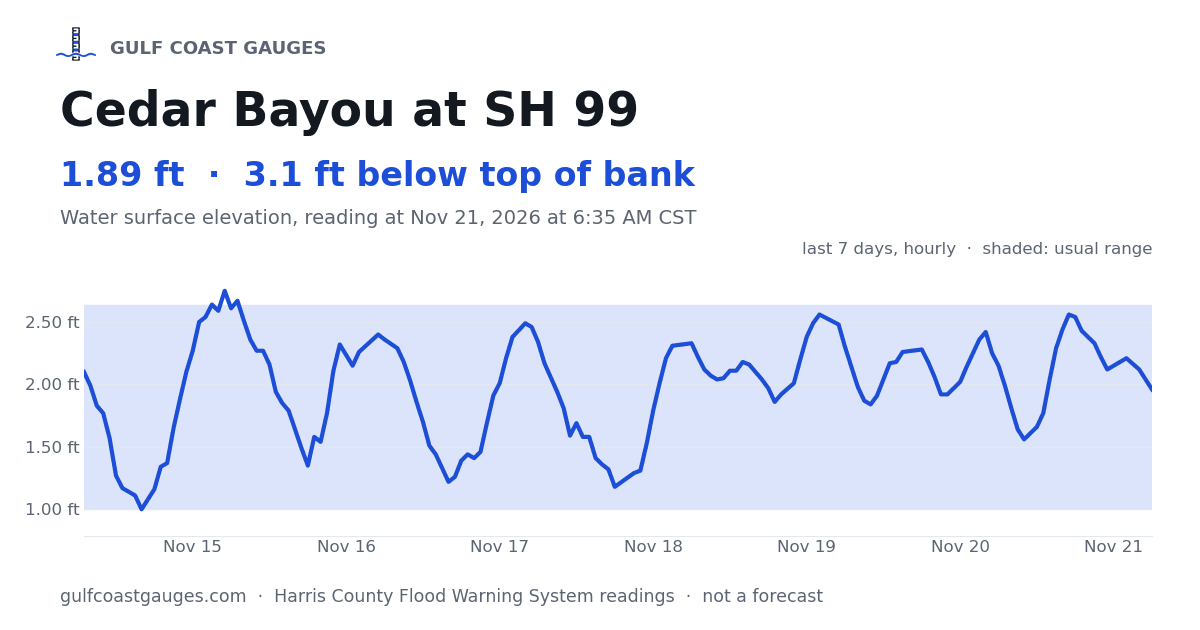 GULF COAST GAUGES
Cedar Bayou at SH 99
1.89 ft · 3.1 ft below top of bank
Water surface elevation, reading at Nov 21, 2026 at 6:35 AM CST
last 7 days, hourly · shaded: usual range
2.50 ft
2.00 ft
1.50 ft
1.00 ft
Nov 15 Nov 16 Nov 17 Nov 18 Nov 19 Nov 20 Nov 21
gulfcoastgauges.com · Harris County Flood Warning System readings · not a forecast